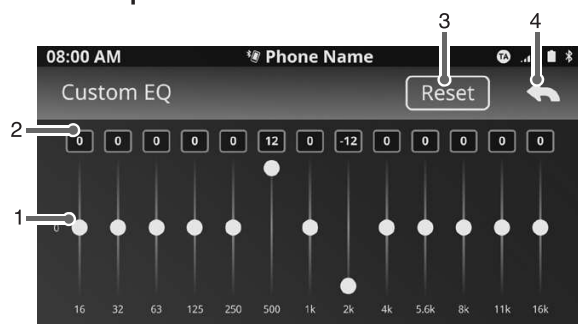 3 4
08:00 AM Phone Name TA
Custom EQ Reset
2 0 0 0 0 0 12 0 -12 0 0 0 0 0
1 0
16 32 63 125 250 500 1k 2k 4k 5.6k 8k 11k 16k